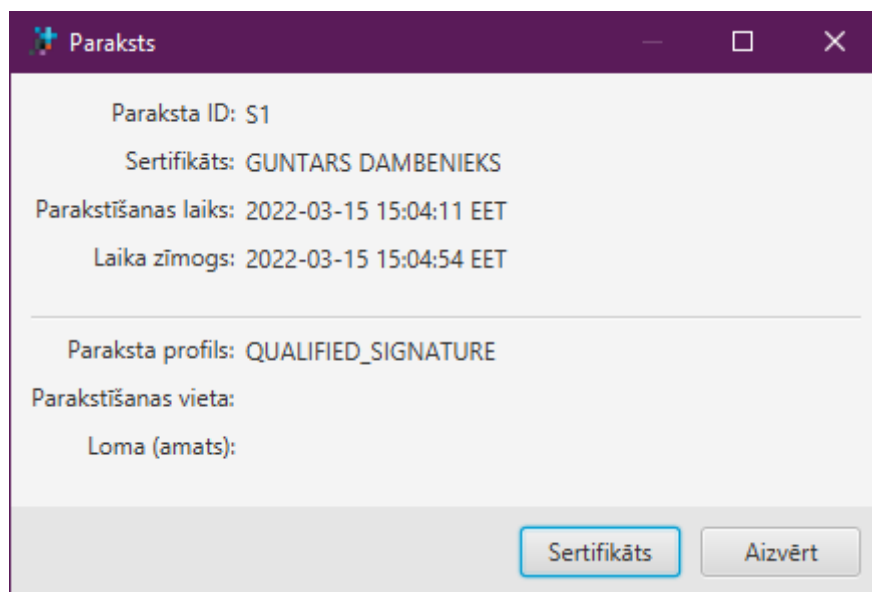 Paraksts
Paraksta ID: S1
Sertifikāts: GUNTARS DAMBENIEKS
Parakstīšanas laiks: 2022-03-15 15:04:11 EET
Laika zīmogs: 2022-03-15 15:04:54 EET
Paraksta profils: QUALIFIED_SIGNATURE
Parakstīšanas vieta:
Loma (amats):
Sertifikāts Aizvērt